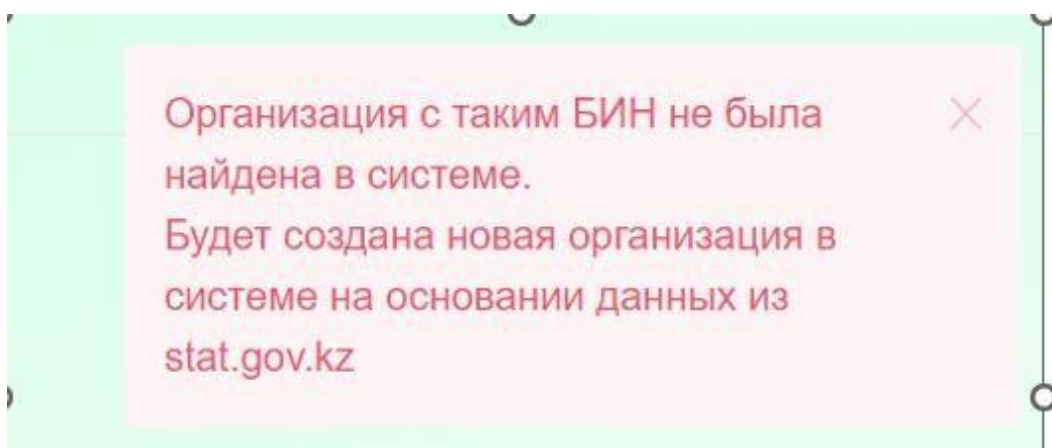 Организация с таким БИН не была
найдена в системе.
Будет создана новая организация в
системе на основании данных из
stat.gov.kz